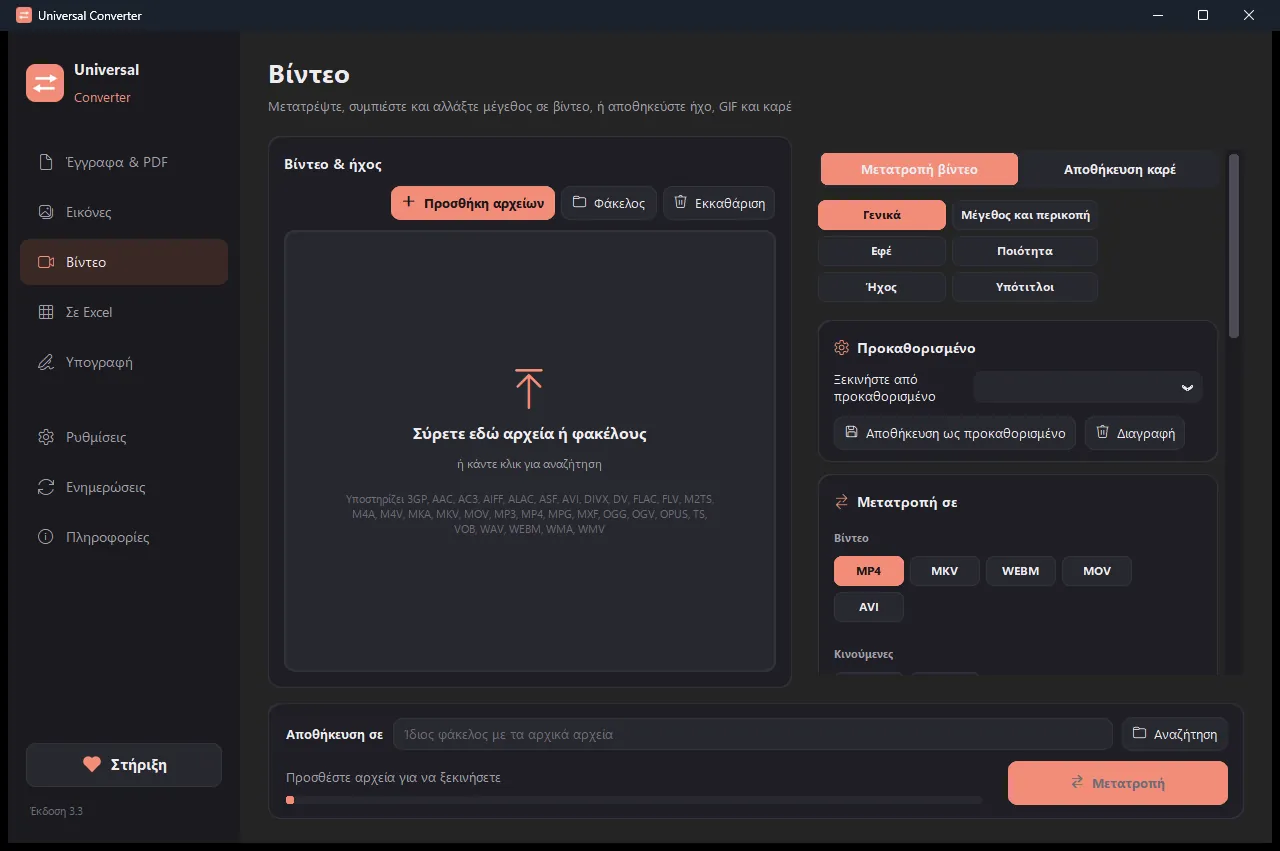 Universal Converter
Universal
Converter
Έγγραφα & PDF
Εικόνες
Βίντεο
Σε Excel
Υπογραφή
Ρυθμίσεις
Ενημερώσεις
Πληροφορίες
Στήριξη
Έκδοση 3.3
Βίντεο
Μετατρέψτε, συμπιέστε και αλλάξτε μέγεθος σε βίντεο, ή αποθηκεύστε ήχο, GIF και καρέ
Βίντεο & ήχος
Προσθήκη αρχείων
Φάκελος
Εκκαθάριση
Σύρετε εδώ αρχεία ή φακέλους
ή κάντε κλικ για αναζήτηση
Υποστηρίζει 3GP, AAC, AC3, AIFF, ALAC, ASF, AVI, DIVX, DV, FLAC, FLV, M2TS,
M4A, M4V, MKA, MKV, MOV, MP3, MP4, MPG, MXF, OGG, OGV, OPUS, TS,
VOB, WAV, WEBM, WMA, WMV
Μετατροπή βίντεο
Αποθήκευση καρέ
Γενικά
Μέγεθος και περικοπή
Εφέ
Ποιότητα
Ήχος
Υπότιτλοι
Προκαθορισμένο
Ξεκινήστε από
προκαθορισμένο
Αποθήκευση ως προκαθορισμένο
Διαγραφή
Μετατροπή σε
Βίντεο
MP4
MKV
WEBM
MOV
AVI
Κινούμενες
Αποθήκευση σε
Ίδιος φάκελος με τα αρχικά αρχεία
Αναζήτηση
Προσθέστε αρχεία για να ξεκινήσετε
Μετατροπή